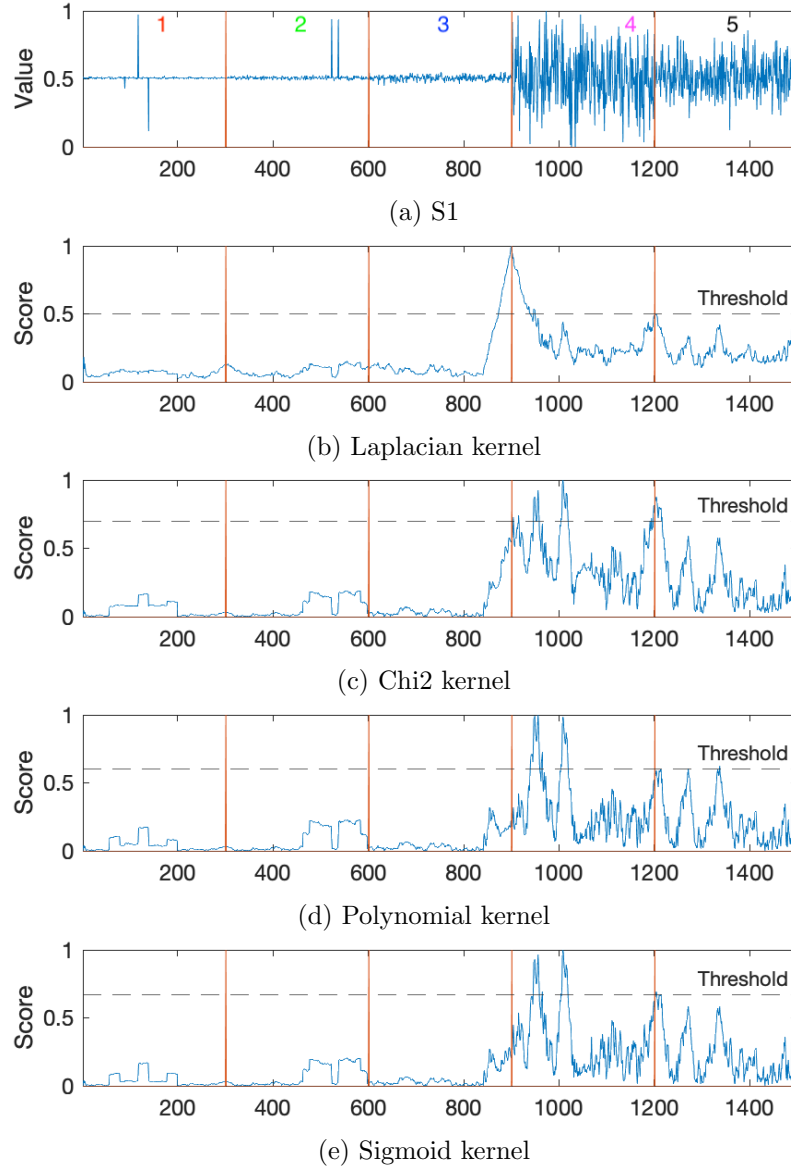 1 2 3 4 5
1
0.5
0
Value
200 400 600 800 1000 1200 1400
(a) S1
1
0.5
0
Score
Threshold
200 400 600 800 1000 1200 1400
(b) Laplacian kernel
1
0.5
0
Score
Threshold
200 400 600 800 1000 1200 1400
(c) Chi2 kernel
1
0.5
0
Score
Threshold
200 400 600 800 1000 1200 1400
(d) Polynomial kernel
1
0.5
0
Score
Threshold
200 400 600 800 1000 1200 1400
(e) Sigmoid kernel